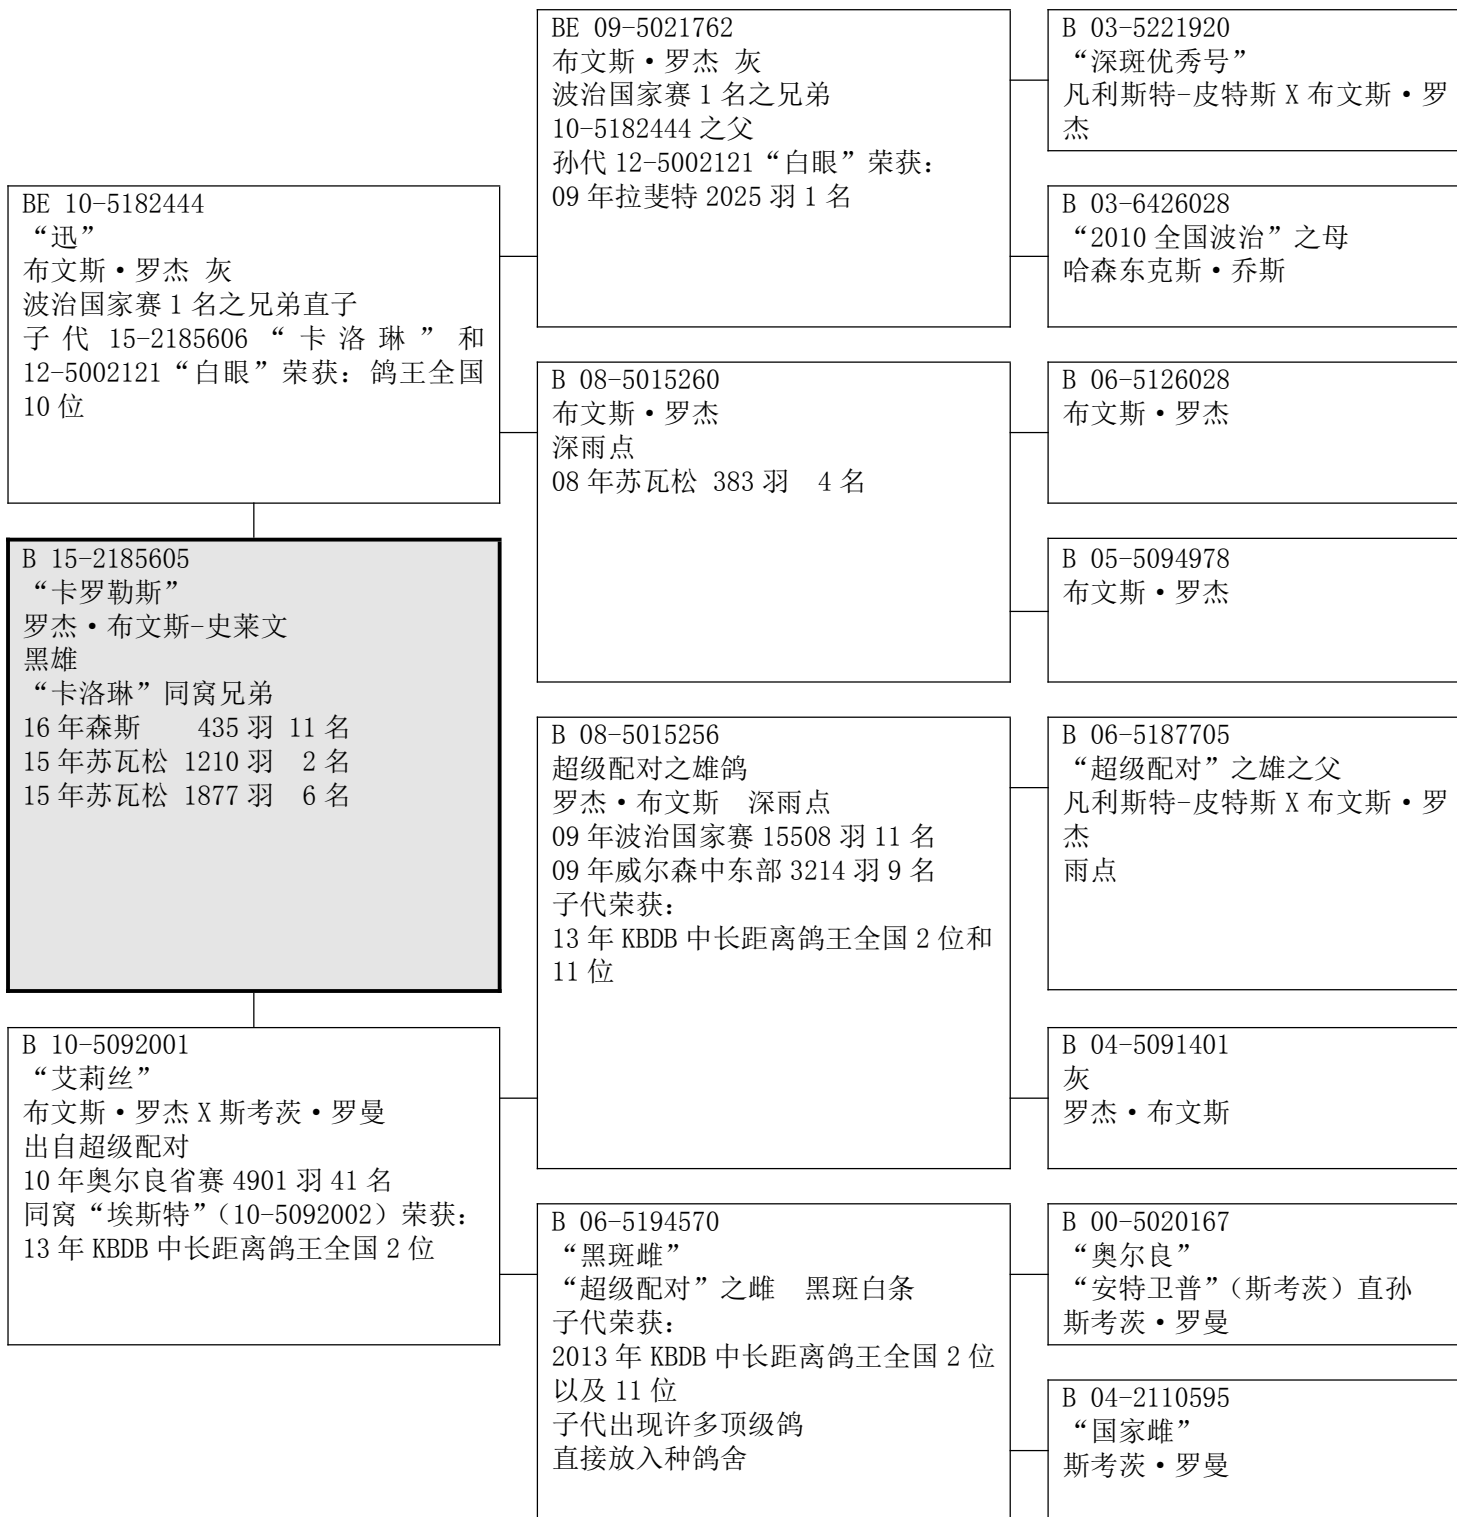 BE 10-5182444
“迅”
布文斯·罗杰 灰
波治国家赛 1 名之兄弟直子
子代 15-2185606 “卡洛琳” 和
12-5002121“白眼”荣获：鸽王全国
10 位
B 15-2185605
“卡罗勒斯”
罗杰·布文斯-史莱文
黑雄
“卡洛琳”同窝兄弟
16 年森斯 435 羽 11 名
15 年苏瓦松 1210 羽 2 名
15 年苏瓦松 1877 羽 6 名
B 10-5092001
“艾莉丝”
布文斯·罗杰 X 斯考茨·罗曼
出自超级配对
10 年奥尔良省赛 4901 羽 41 名
同窝“埃斯特”（10-5092002）荣获：
13 年 KBDB 中长距离鸽王全国 2 位
BE 09-5021762
布文斯·罗杰 灰
波治国家赛 1 名之兄弟
10-5182444 之父
孙代 12-5002121“白眼”荣获：
09 年拉斐特 2025 羽 1 名
B 08-5015260
布文斯·罗杰
深雨点
08 年苏瓦松 383 羽 4 名
B 08-5015256
超级配对之雄鸽
罗杰·布文斯 深雨点
09 年波治国家赛 15508 羽 11 名
09 年威尔森中东部 3214 羽 9 名
子代荣获：
13 年 KBDB 中长距离鸽王全国 2 位和
11 位
B 06-5194570
“黑斑雌”
“超级配对”之雌 黑斑白条
子代荣获：
2013 年 KBDB 中长距离鸽王全国 2 位
以及 11 位
子代出现许多顶级鸽
直接放入种鸽舍
B 03-5221920
“深斑优秀号”
凡利斯特-皮特斯 X 布文斯·罗
杰
B 03-6426028
“2010 全国波治”之母
哈森东克斯·乔斯
B 06-5126028
布文斯·罗杰
B 05-5094978
布文斯·罗杰
B 06-5187705
“超级配对”之雄之父
凡利斯特-皮特斯 X 布文斯·罗
杰
雨点
B 04-5091401
灰
罗杰·布文斯
B 00-5020167
“奥尔良”
“安特卫普”（斯考茨）直孙
斯考茨·罗曼
B 04-2110595
“国家雌”
斯考茨·罗曼